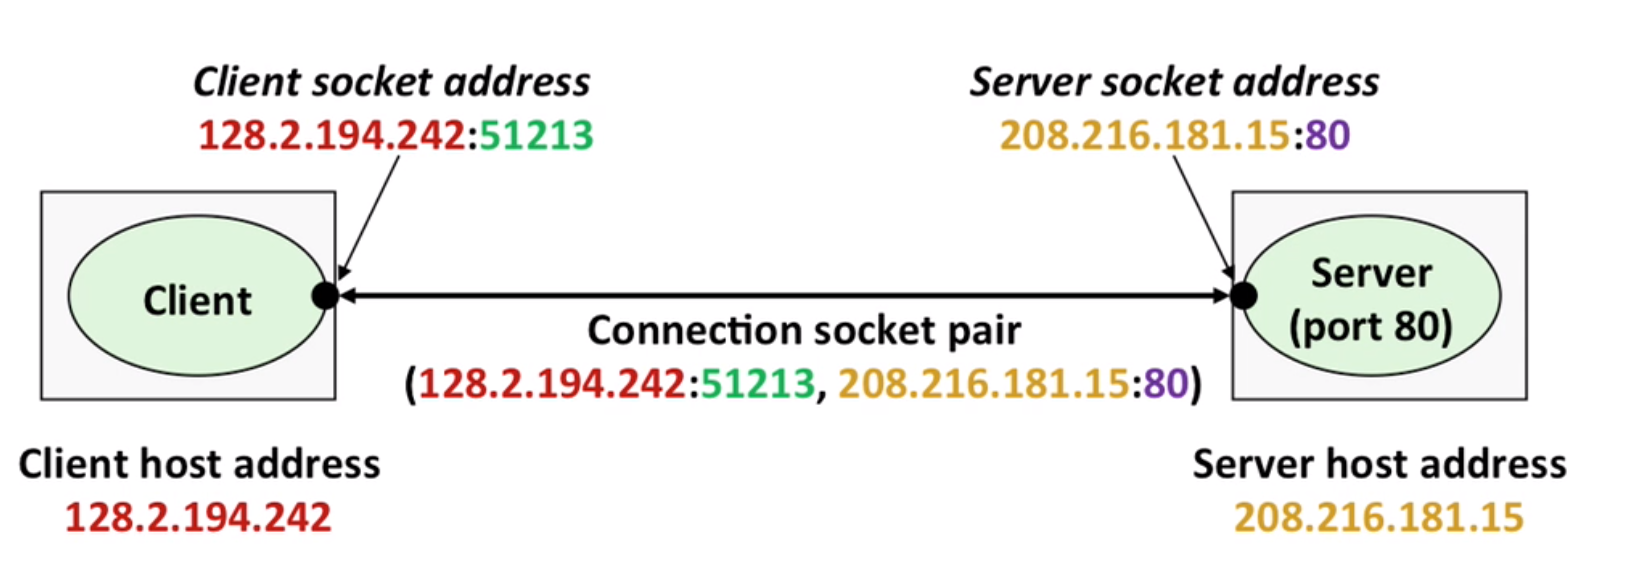 Client socket address
128.2.194.242:51213
Server socket address
208.216.181.15:80
Client
Server
(port 80)
Connection socket pair
(128.2.194.242:51213, 208.216.181.15:80)
Client host address
128.2.194.242
Server host address
208.216.181.15